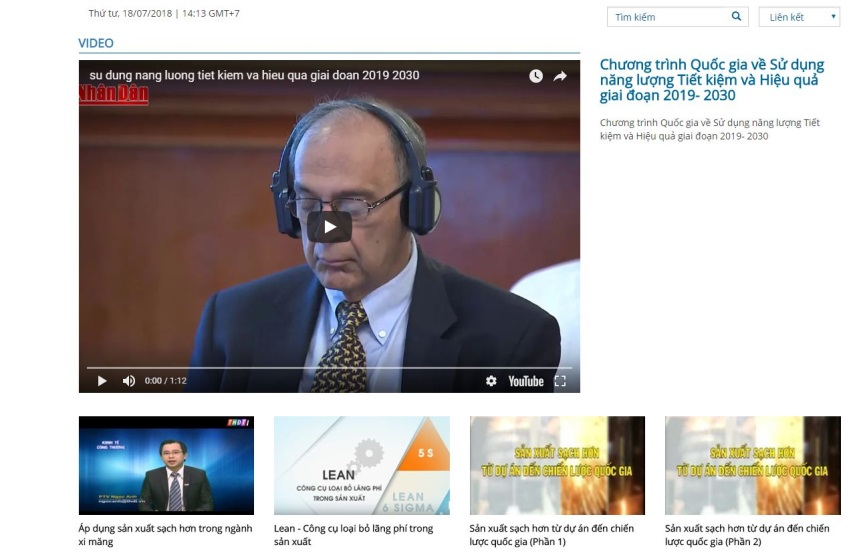 Thứ tư, 18/07/2018 | 14:13 GMT+7
Tìm kiếm
Liên kết
VIDEO
su dung nang luong tiet kiem va hieu qua giai doan 2019 2030
Nhân Dân
0:00 / 1:12
YouTube
Chương trình Quốc gia về Sử dụng
năng lượng Tiết kiệm và Hiệu quả
giai đoạn 2019- 2030
Chương trình Quốc gia về Sử dụng năng lượng Tiết
kiệm và Hiệu quả giai đoạn 2019- 2030
THDT1
KINH TẾ
CÔNG THƯƠNG
PTV Ngọc Anh
LEAN
CÔNG CỤ LOẠI BỎ LÃNG PHÍ
TRONG SẢN XUẤT
5 S
LEAN
6 SIGMA
SẢN XUẤT SẠCH HƠN
TỪ DỰ ÁN ĐẾN CHIẾN LƯỢC QUỐC GIA
SẢN XUẤT SẠCH HƠN
TỪ DỰ ÁN ĐẾN CHIẾN LƯỢC QUỐC GIA
Áp dụng sản xuất sạch hơn trong ngành
xi măng
Lean - Công cụ loại bỏ lãng phí trong
sản xuất
Sản xuất sạch hơn từ dự án đến chiến
lược quốc gia (Phần 1)
Sản xuất sạch hơn từ dự án đến chiến
lược quốc gia (Phần 2)